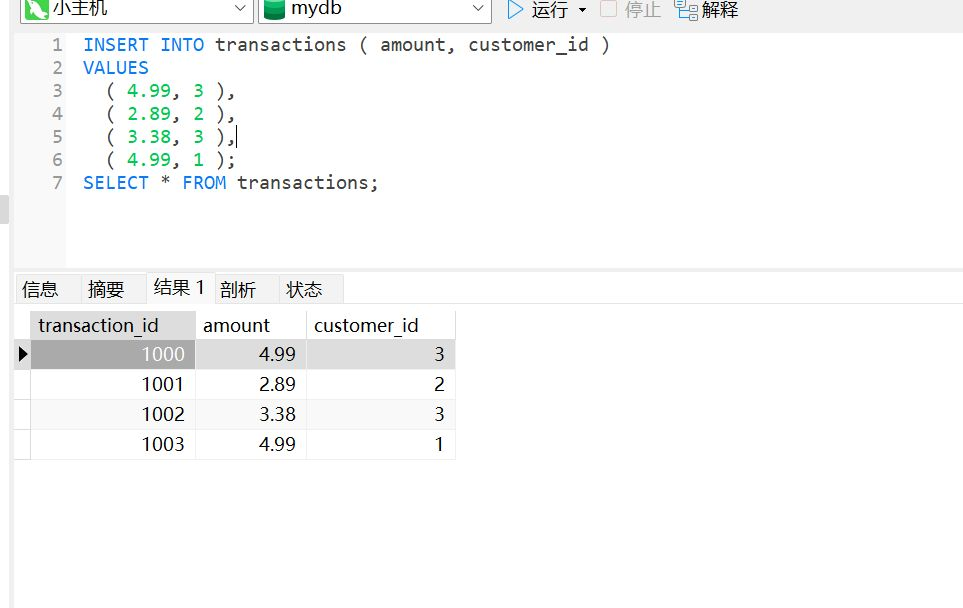 小主机 mydb 运行 停止 解释
1 INSERT INTO transactions ( amount, customer_id )
2 VALUES
3 ( 4.99, 3 ),
4 ( 2.89, 2 ),
5 ( 3.38, 3 ),
6 ( 4.99, 1 );
7 SELECT * FROM transactions;
信息 摘要 结果 1 剖析 状态
transaction_id amount customer_id
1000 4.99 3
1001 2.89 2
1002 3.38 3
1003 4.99 1